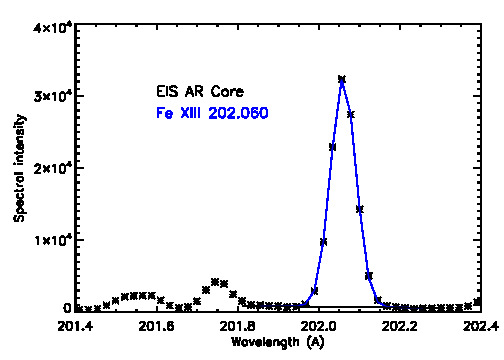 4×10⁴
3×10⁴
2×10⁴
1×10⁴
0
Spectral intensity
EIS AR Core
Fe XIII 202.060
201.4 201.6 201.8 202.0 202.2 202.4
Wavelength (A)